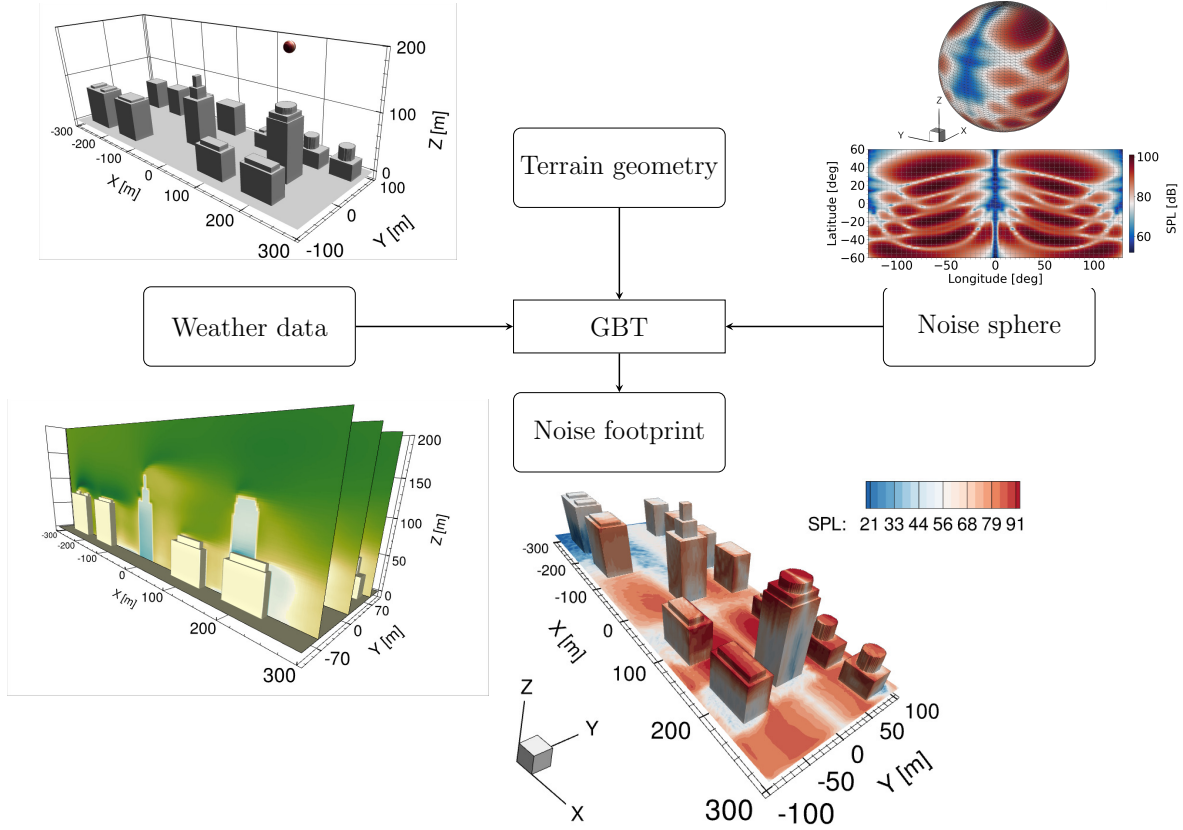 200
100
0
Z [m]
-300
-200
-100
0
100
200
300
X [m]
100
0
-100
Y [m]
Terrain geometry
Z
Y
X
60
40
20
0
−20
−40
−60
Latitude [deg]
−100
−50
0
50
100
Longitude [deg]
100
80
60
SPL [dB]
Weather data
GBT
Noise sphere
Noise footprint
200
150
100
50
0
Z [m]
-300
-200
-100
0
100
200
300
X [m]
70
0
-70
Y [m]
SPL: 21 33 44 56 68 79 91
-300
-200
-100
0
100
200
300
X [m]
100
50
0
-50
-100
Y [m]
Z
Y
X